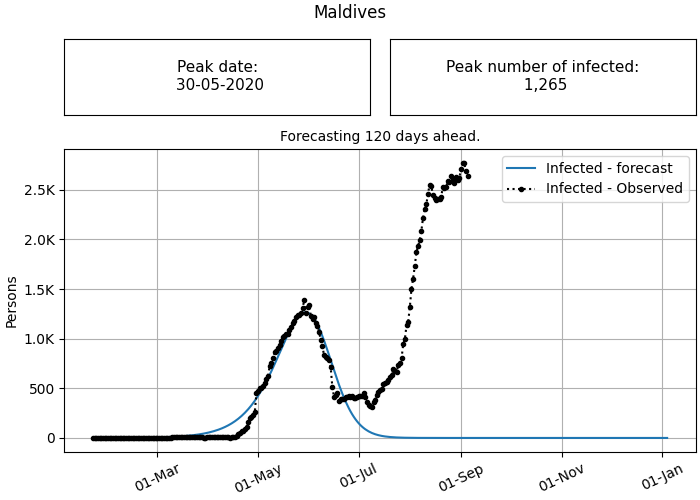 Maldives
Peak date:
30-05-2020
Peak number of infected:
1,265
Forecasting 120 days ahead.
Infected - forecast
Infected - Observed
2.5K
2.0K
1.5K
1.0K
500
0
Persons
01-Mar
01-May
01-Jul
01-Sep
01-Nov
01-Jan